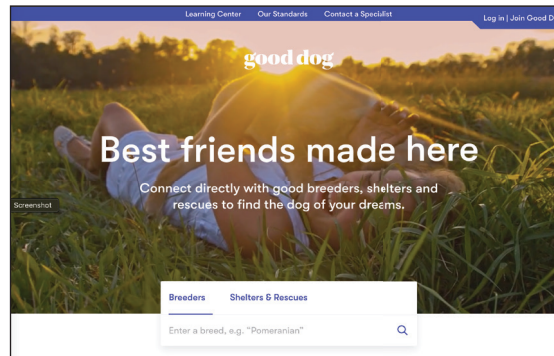 Learning Center Our Standards Contact a Specialist Log in | Join Good D
good dog
Best friends made here
Connect directly with good breeders, shelters and
rescues to find the dog of your dreams.
Screenshot
Breeders Shelters & Rescues
Enter a breed, e.g. “Pomeranian”